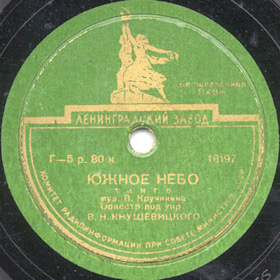 ЛЕНИНГРАДСКИЙ ЗАВОД
Г—5 р. 80 к.
16197
ЮЖНОЕ НЕБО
танго
муз. В. Кручинина
Оркестр под упр.
В. Н. КНУШЕВИЦКОГО
КОМИТЕТ РАДИОИНФОРМАЦИИ ПРИ СОВЕТЕ МИНИСТРОВ